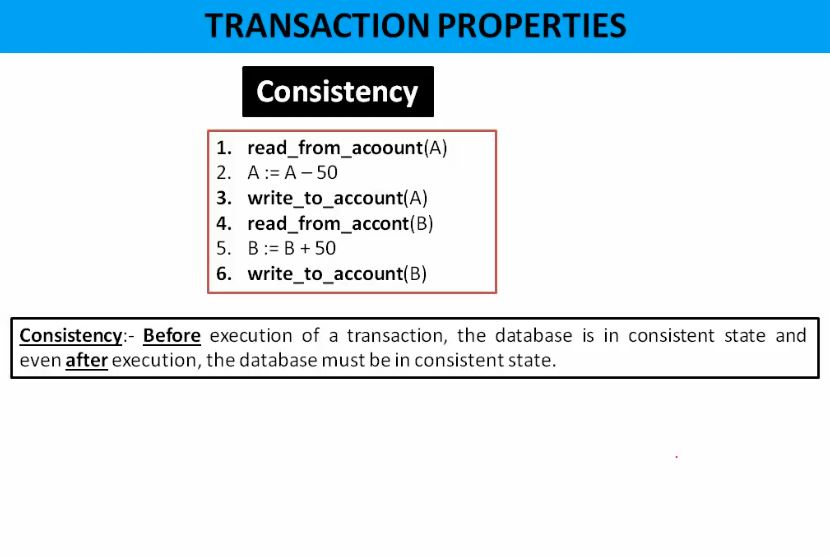 TRANSACTION PROPERTIES
Consistency
1. read_from_acoount(A)
2. A := A – 50
3. write_to_account(A)
4. read_from_accont(B)
5. B := B + 50
6. write_to_account(B)
Consistency:- Before execution of a transaction, the database is in consistent state and
even after execution, the database must be in consistent state.